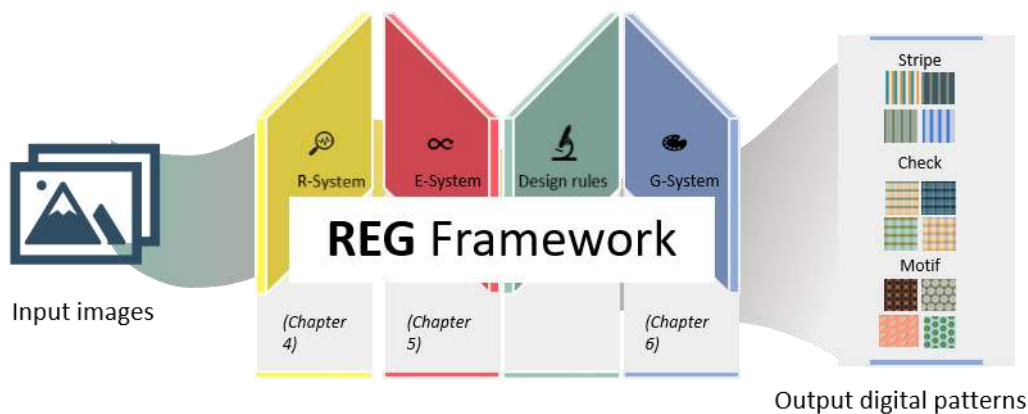 Input images
R-System
E-System
Design rules
G-System
REG Framework
(Chapter
4)
(Chapter
5)
(Chapter
6)
Stripe
Check
Motif
Output digital patterns